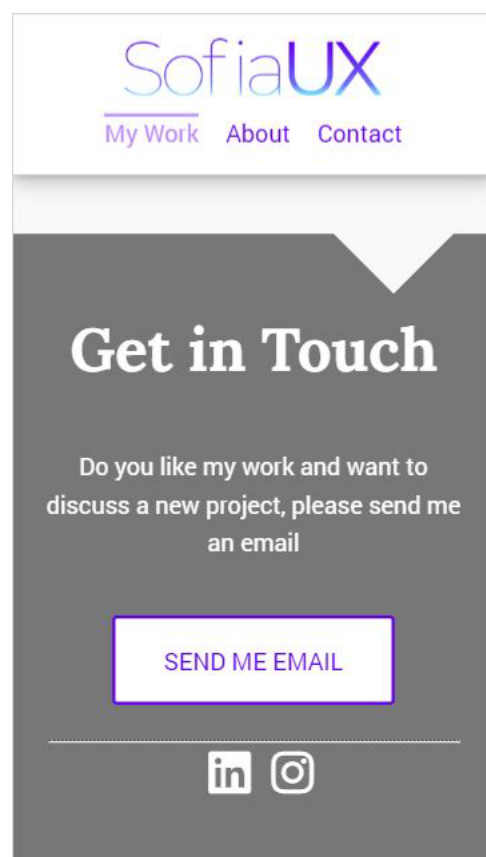 SofiaUX
My Work About Contact
Get in Touch
Do you like my work and want to
discuss a new project, please send me
an email
SEND ME EMAIL
in